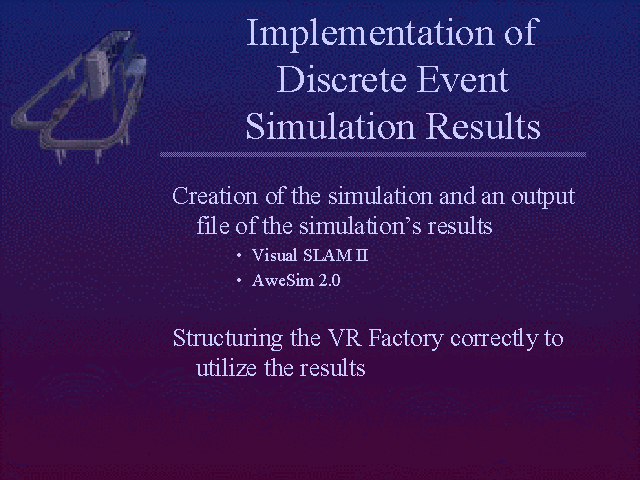 Implementation of
Discrete Event
Simulation Results
Creation of the simulation and an output
file of the simulation's results
• Visual SLAM II
• AweSim 2.0
Structuring the VR Factory correctly to
utilize the results